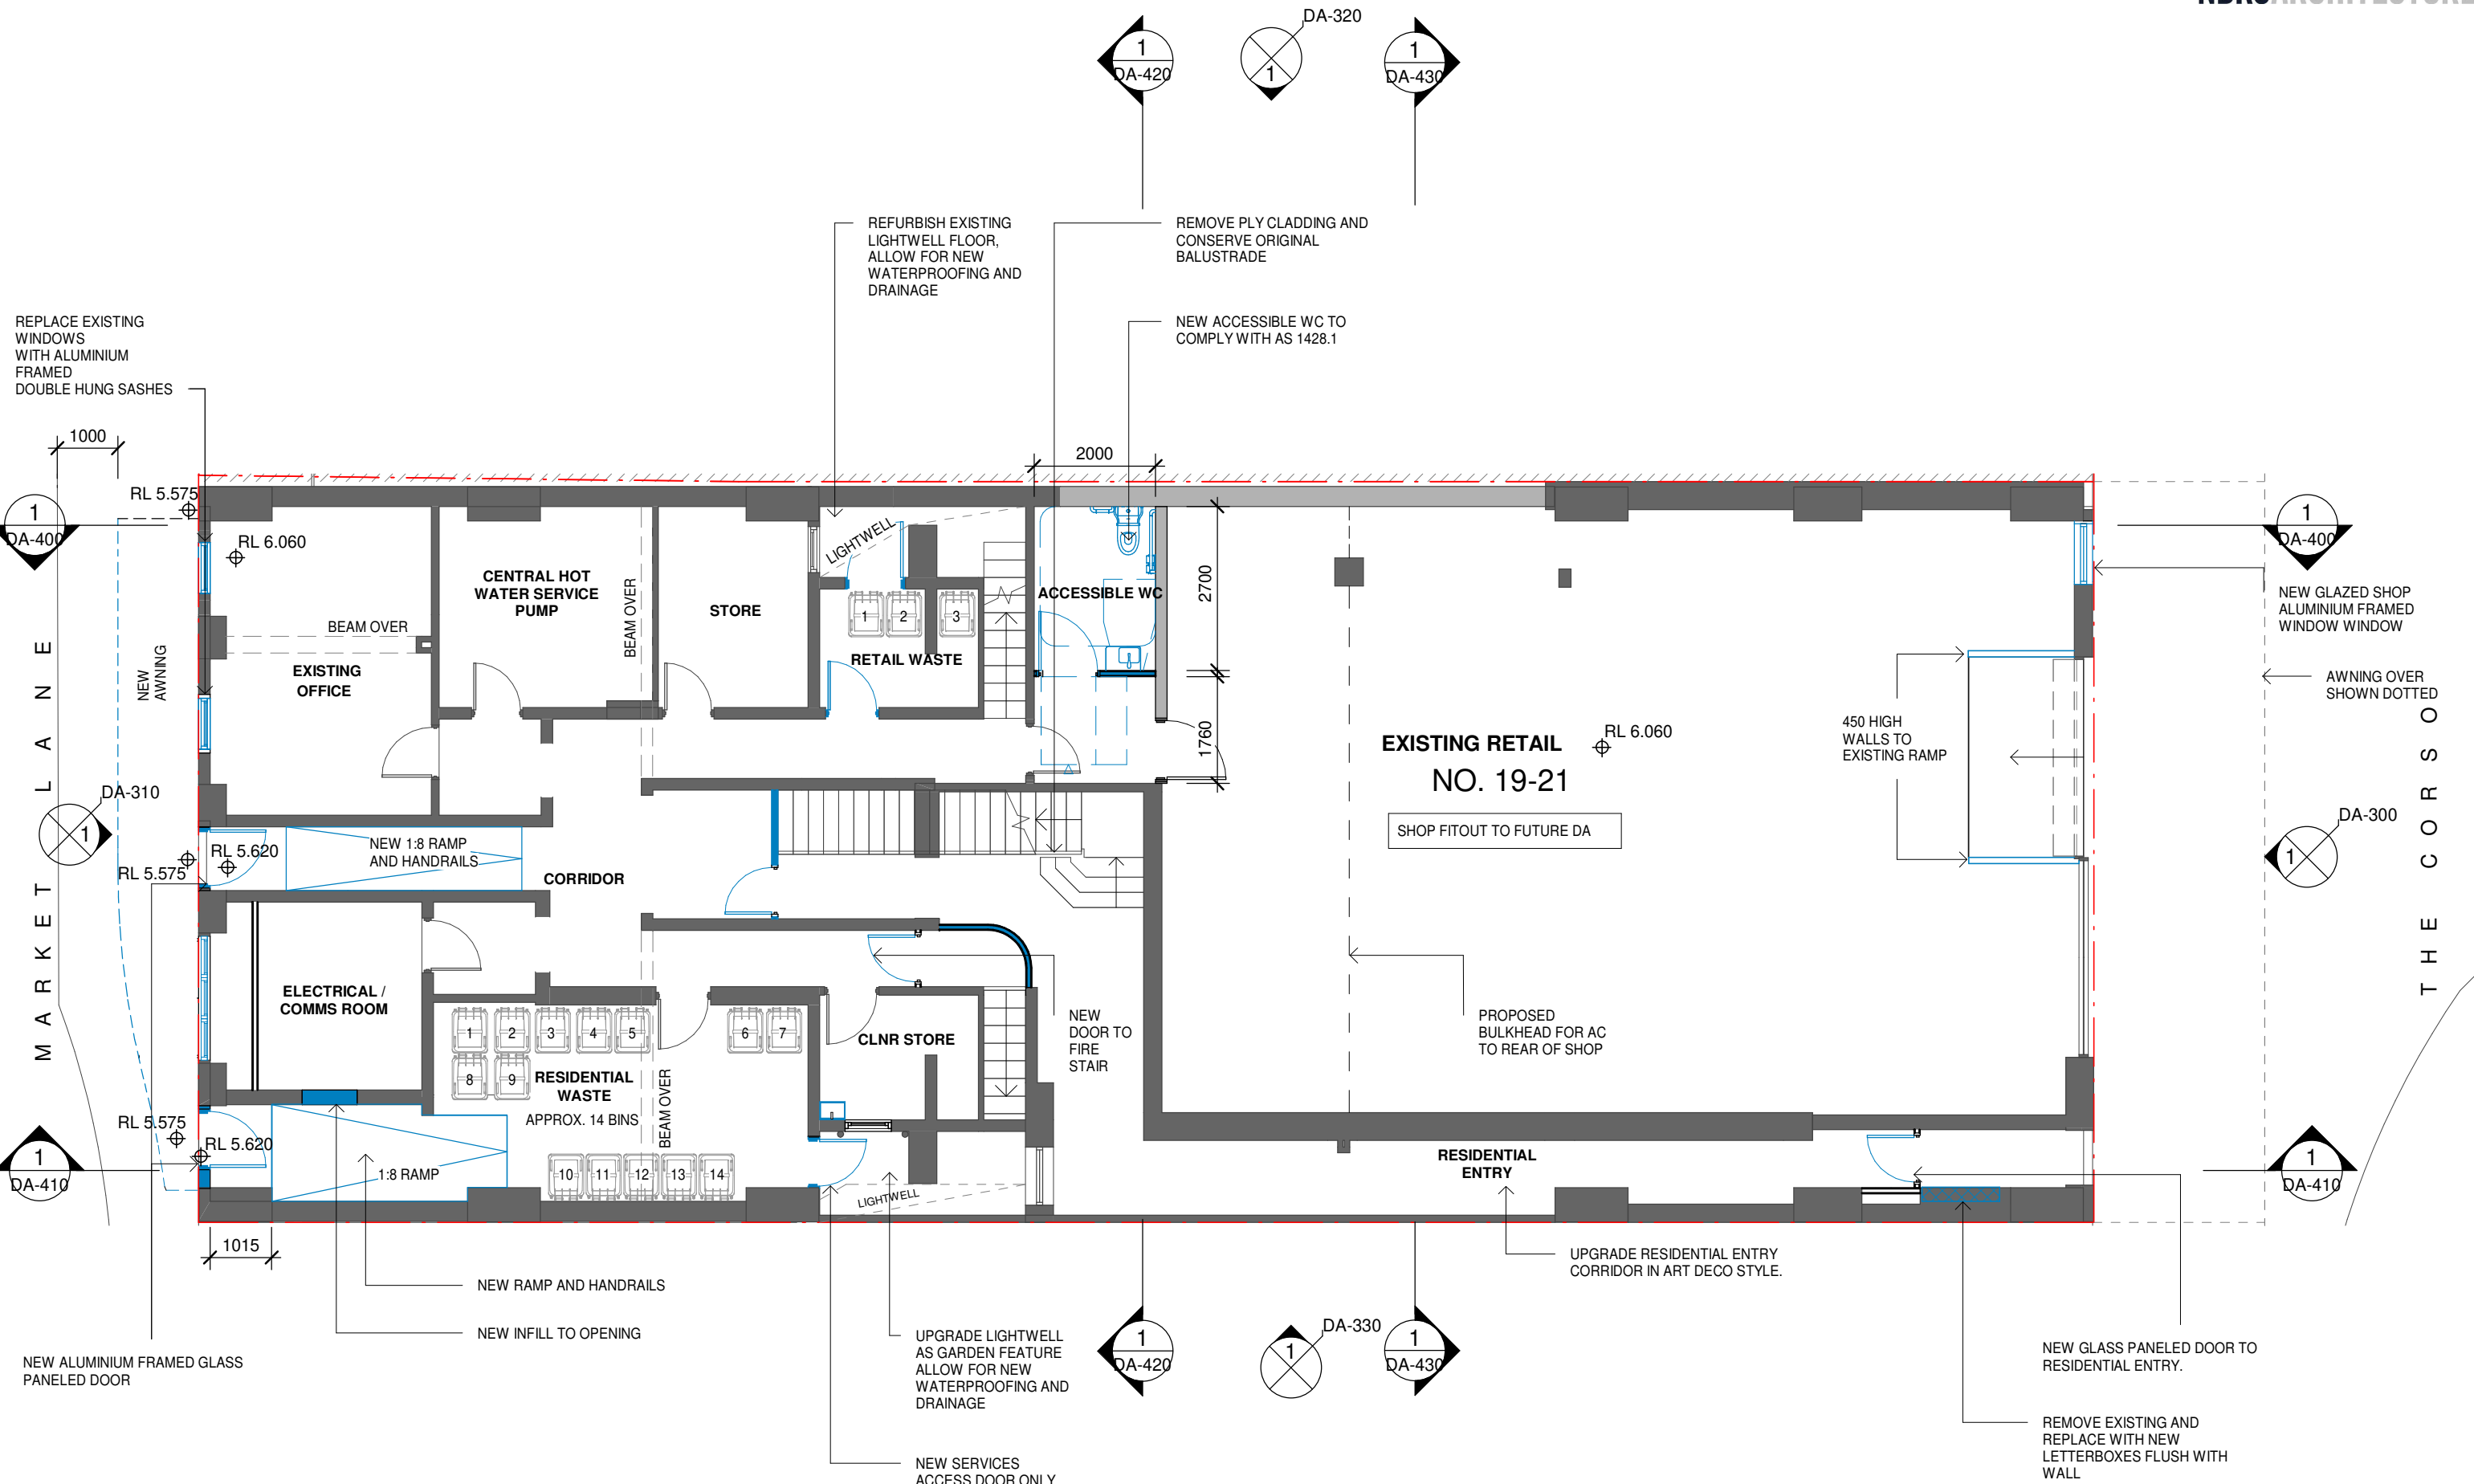 DA-320
1
DA-420
1
1
DA-430
REFURBISH EXISTING
LIGHTWELL FLOOR,
ALLOW FOR NEW
WATERPROOFING AND
DRAINAGE
REMOVE PLY CLADDING AND
CONSERVE ORIGINAL
BALUSTRADE
NEW ACCESSIBLE WC TO
COMPLY WITH AS 1428.1
REPLACE EXISTING
WINDOWS
WITH ALUMINIUM
FRAMED
DOUBLE HUNG SASHES
1000
2000
RL 5.575
1
DA-400
RL 6.060
LIGHTWELL
CENTRAL HOT
WATER SERVICE
PUMP
BEAM OVER
STORE
1
2
3
RETAIL WASTE
ACCESSIBLE WC
2700
1760
1
DA-400
NEW GLAZED SHOP
ALUMINIUM FRAMED
WINDOW WINDOW
AWNING OVER
SHOWN DOTTED
MARKET LANE
NEW
AWNING
BEAM OVER
EXISTING
OFFICE
EXISTING RETAIL
NO. 19-21
RL 6.060
SHOP FITOUT TO FUTURE DA
450 HIGH
WALLS TO
EXISTING RAMP
THE CORSO
DA-310
1
DA-300
1
RL 5.620
RL 5.575
NEW 1:8 RAMP
AND HANDRAILS
CORRIDOR
ELECTRICAL /
COMMS ROOM
1
2
3
4
5
6
7
8
9
RESIDENTIAL
WASTE
APPROX. 14 BINS
BEAM OVER
10
11
12
13
14
CLNR STORE
NEW
DOOR TO
FIRE
STAIR
PROPOSED
BULKHEAD FOR AC
TO REAR OF SHOP
RL 5.575
RL 5.620
1
DA-410
1:8 RAMP
LIGHTWELL
RESIDENTIAL
ENTRY
1
DA-410
1015
NEW RAMP AND HANDRAILS
NEW INFILL TO OPENING
NEW ALUMINIUM FRAMED GLASS
PANELED DOOR
UPGRADE LIGHTWELL
AS GARDEN FEATURE
ALLOW FOR NEW
WATERPROOFING AND
DRAINAGE
NEW SERVICES
ACCESS DOOR ONLY
1
DA-420
DA-330
1
1
DA-430
UPGRADE RESIDENTIAL ENTRY
CORRIDOR IN ART DECO STYLE.
NEW GLASS PANELED DOOR TO
RESIDENTIAL ENTRY.
REMOVE EXISTING AND
REPLACE WITH NEW
LETTERBOXES FLUSH WITH
WALL